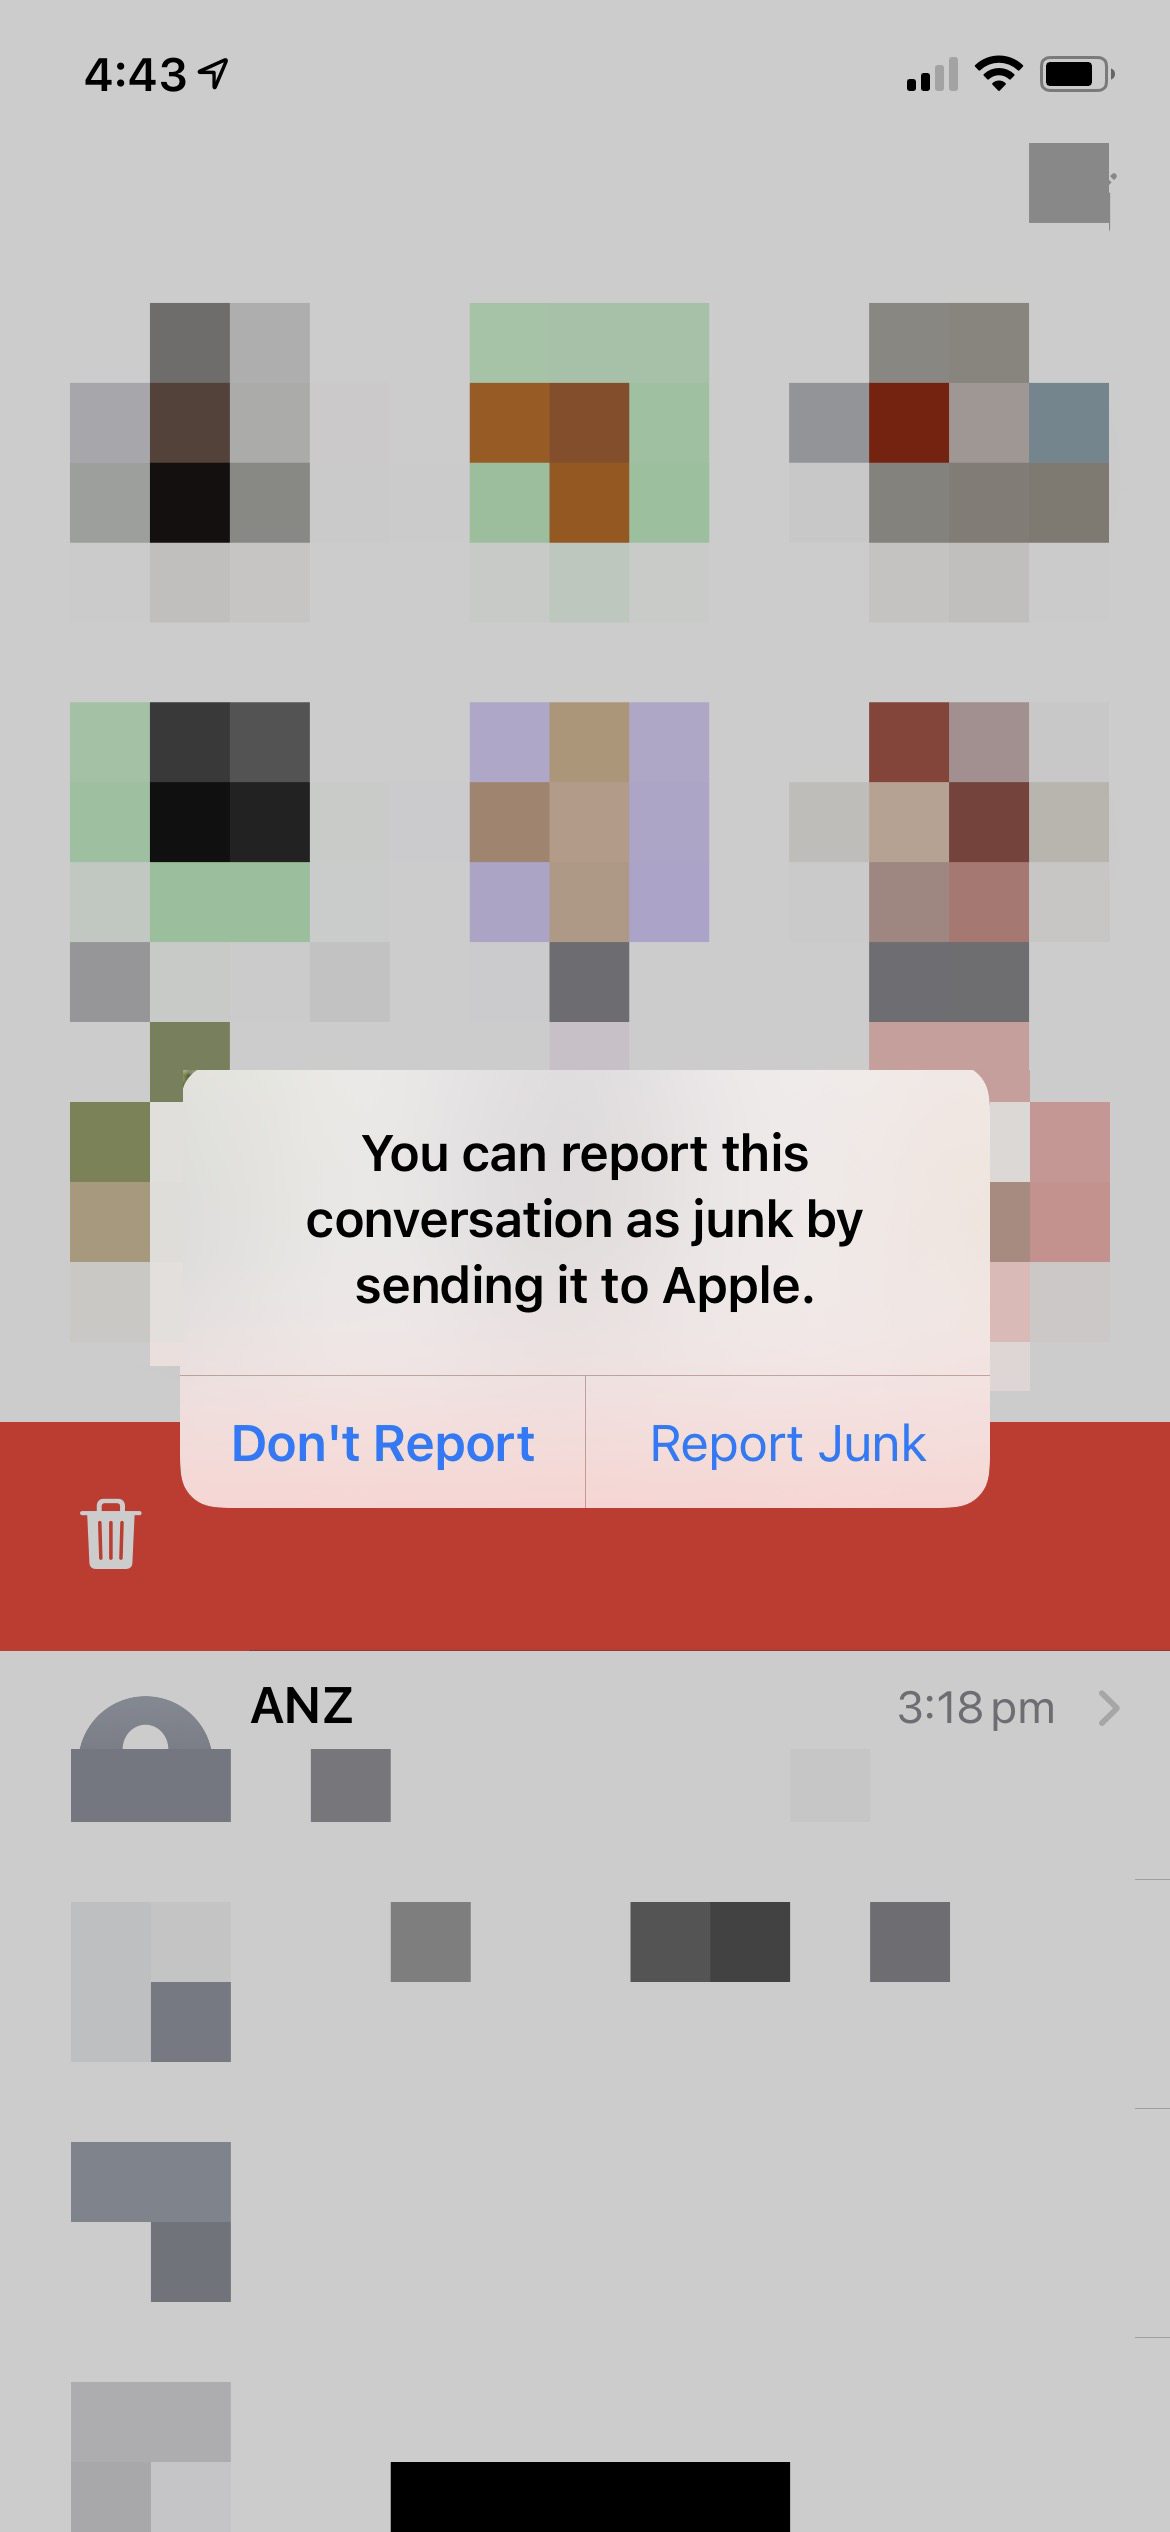 4:43
You can report this
conversation as junk by
sending it to Apple.
Don't Report
Report Junk
ANZ
3:18 pm